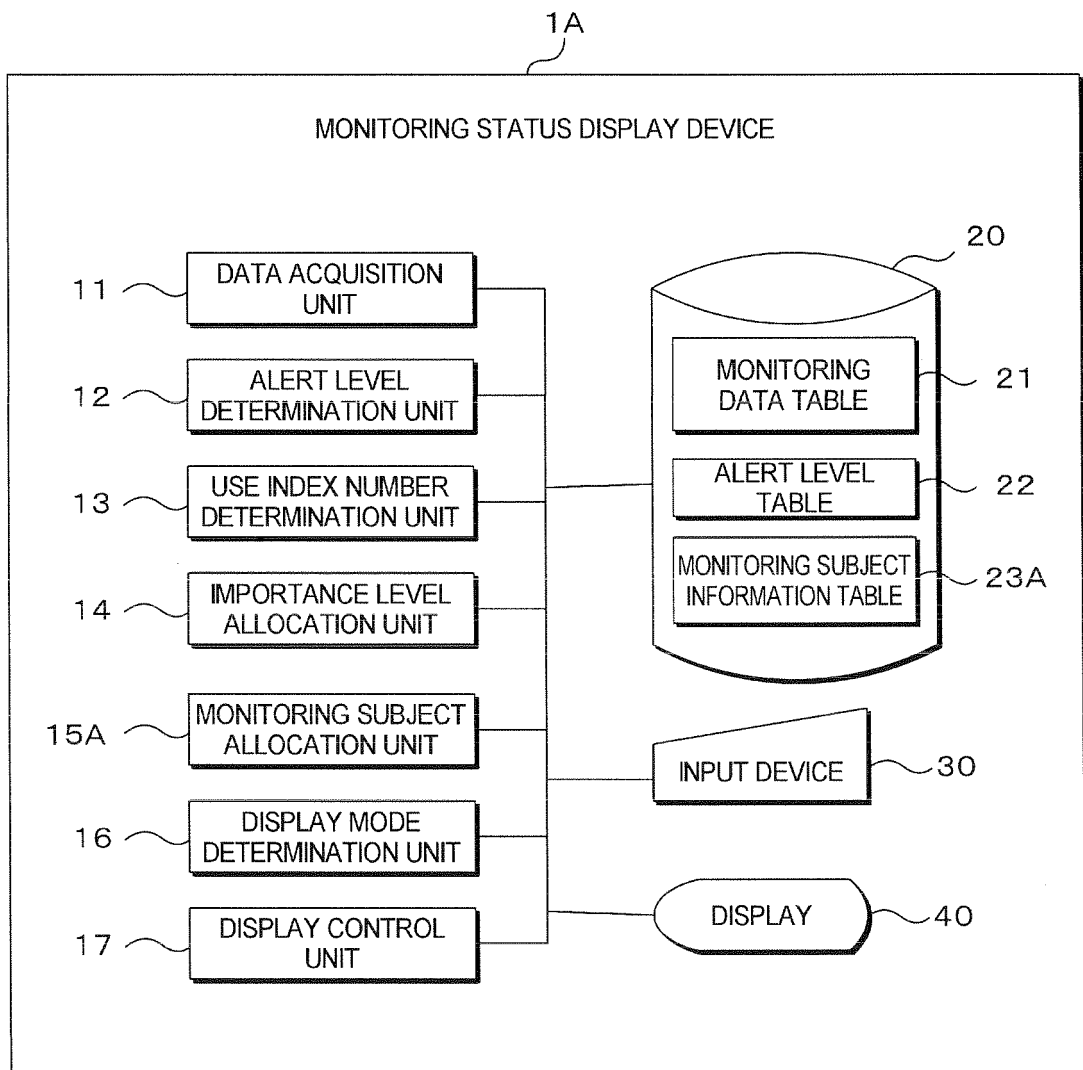 1A
MONITORING STATUS DISPLAY DEVICE
11
DATA ACQUISITION
UNIT
12
ALERT LEVEL
DETERMINATION UNIT
13
USE INDEX NUMBER
DETERMINATION UNIT
14
IMPORTANCE LEVEL
ALLOCATION UNIT
15A
MONITORING SUBJECT
ALLOCATION UNIT
16
DISPLAY MODE
DETERMINATION UNIT
17
DISPLAY CONTROL
UNIT
20
MONITORING
DATA TABLE
21
ALERT LEVEL
TABLE
22
MONITORING SUBJECT
INFORMATION TABLE
23A
INPUT DEVICE
30
DISPLAY
40